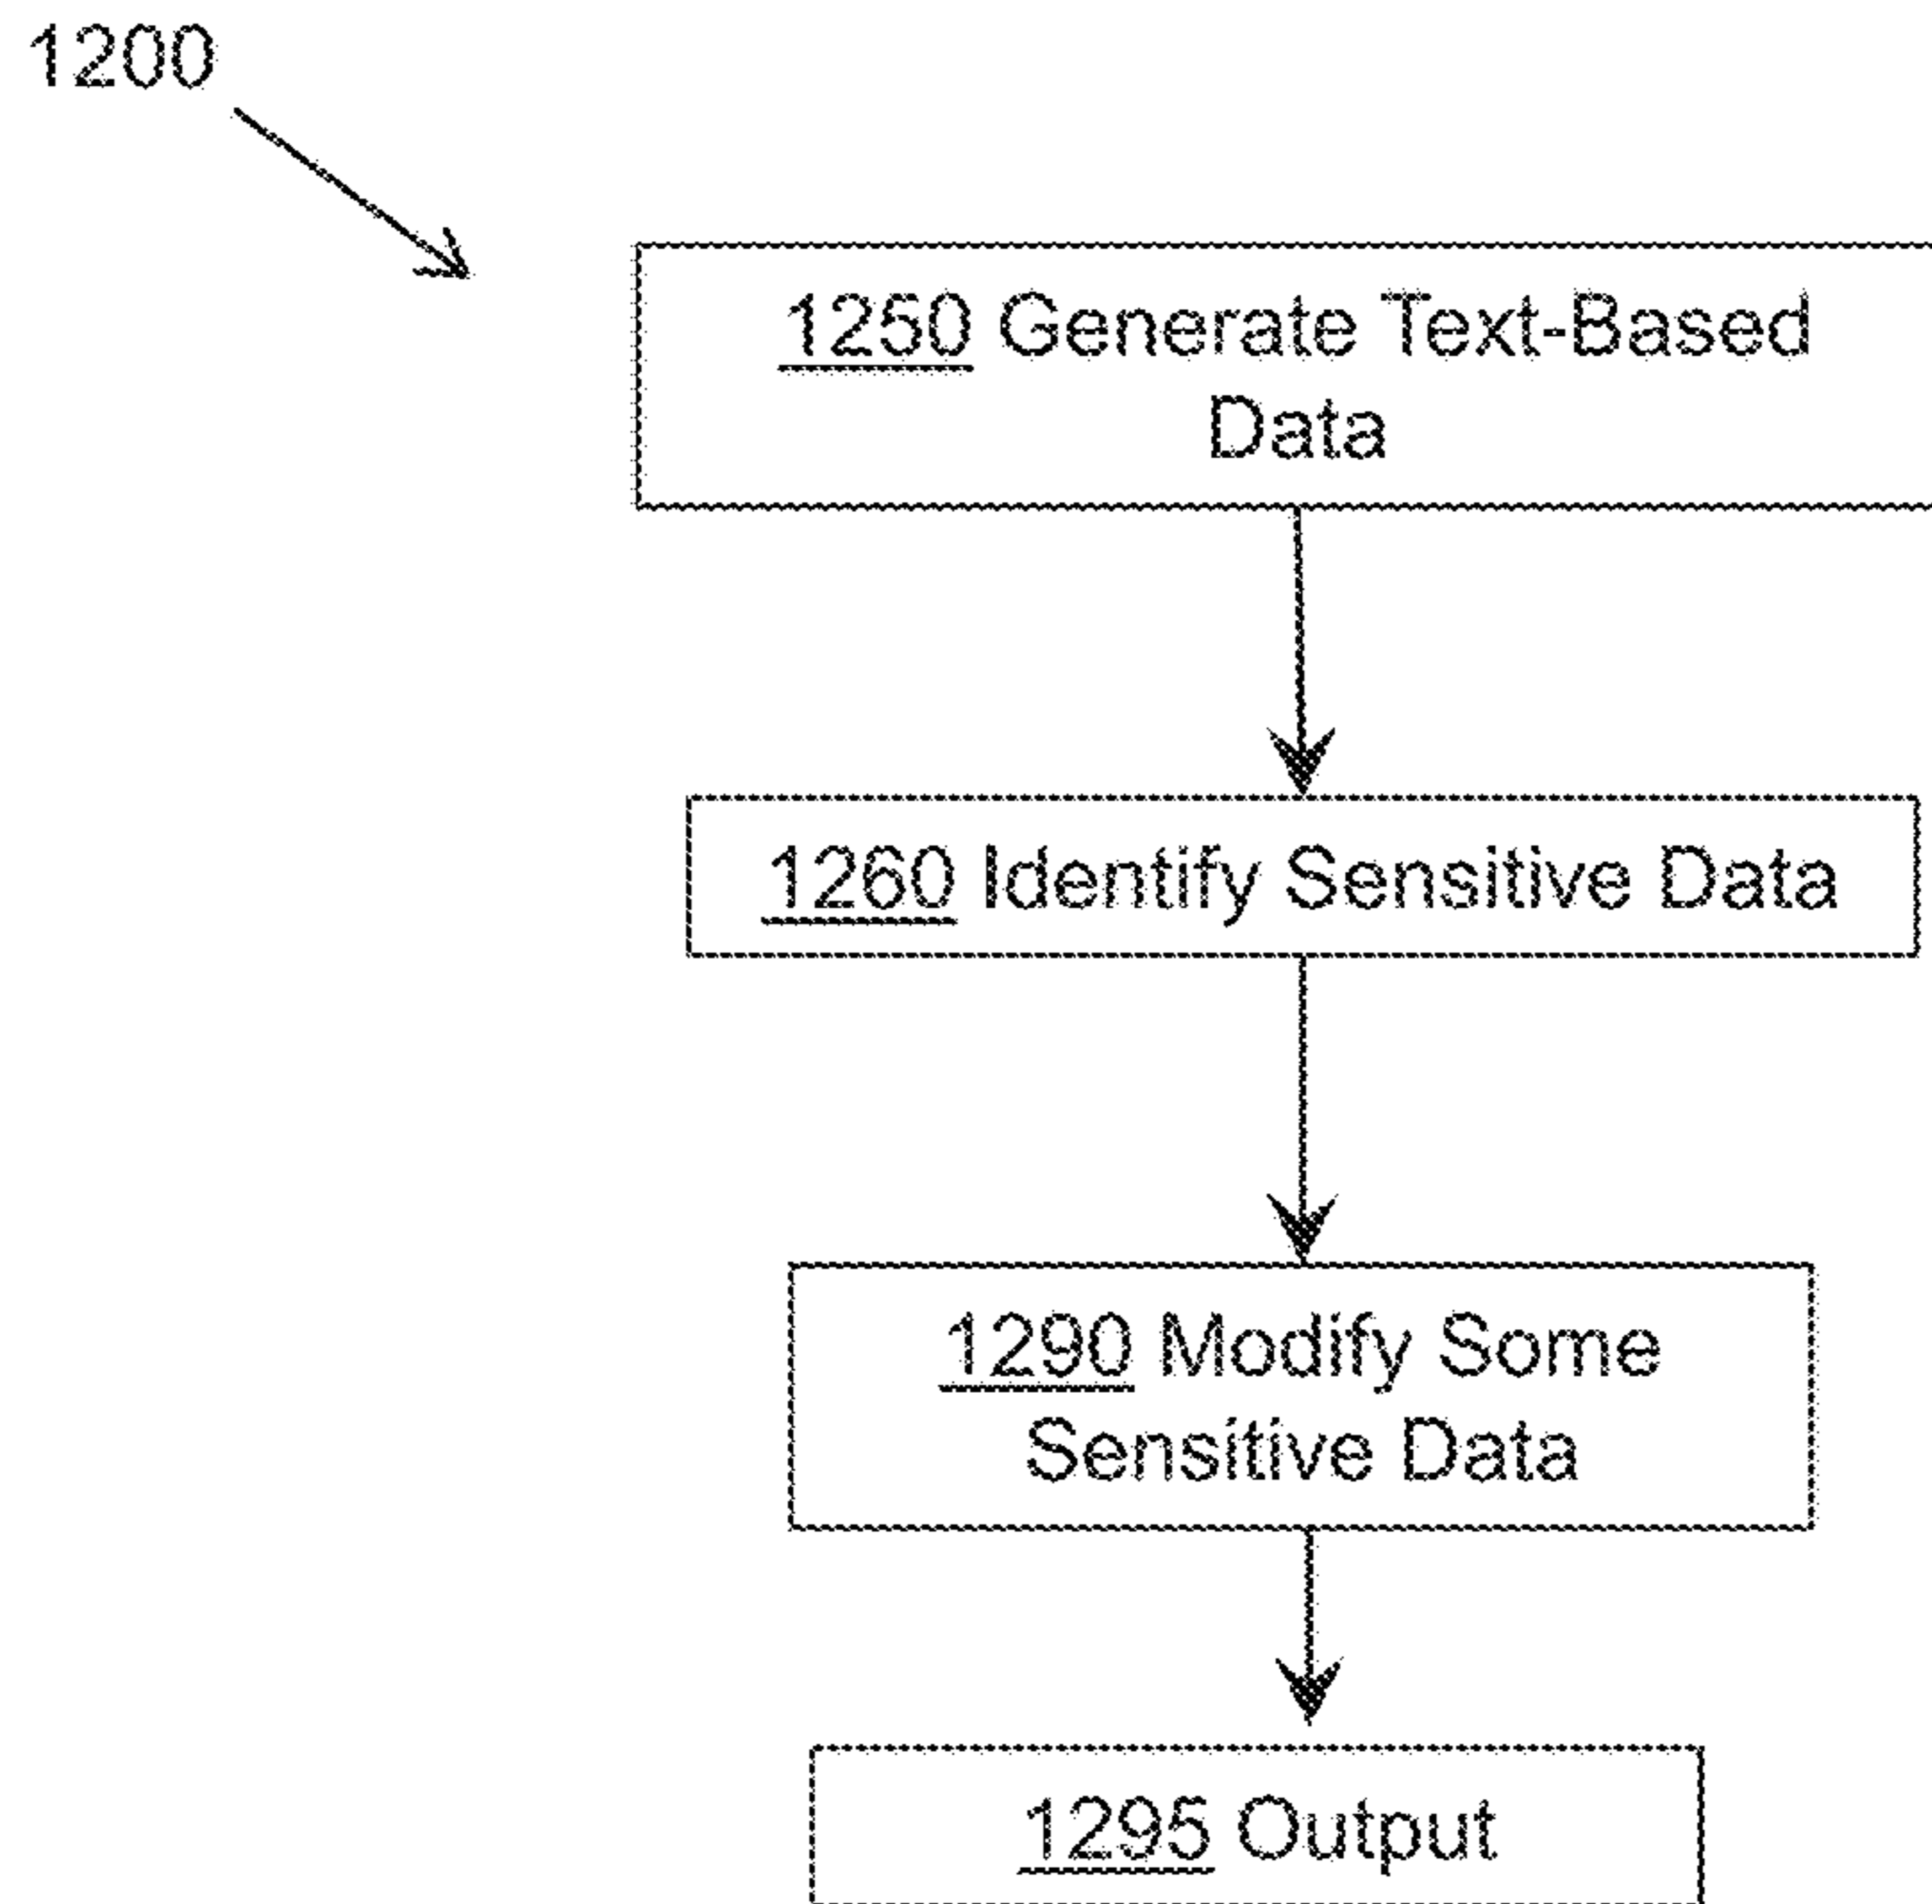 1200
1250 Generate Text-Based
Data
1260 Identify Sensitive Data
1290 Modify Some
Sensitive Data
1295 Output